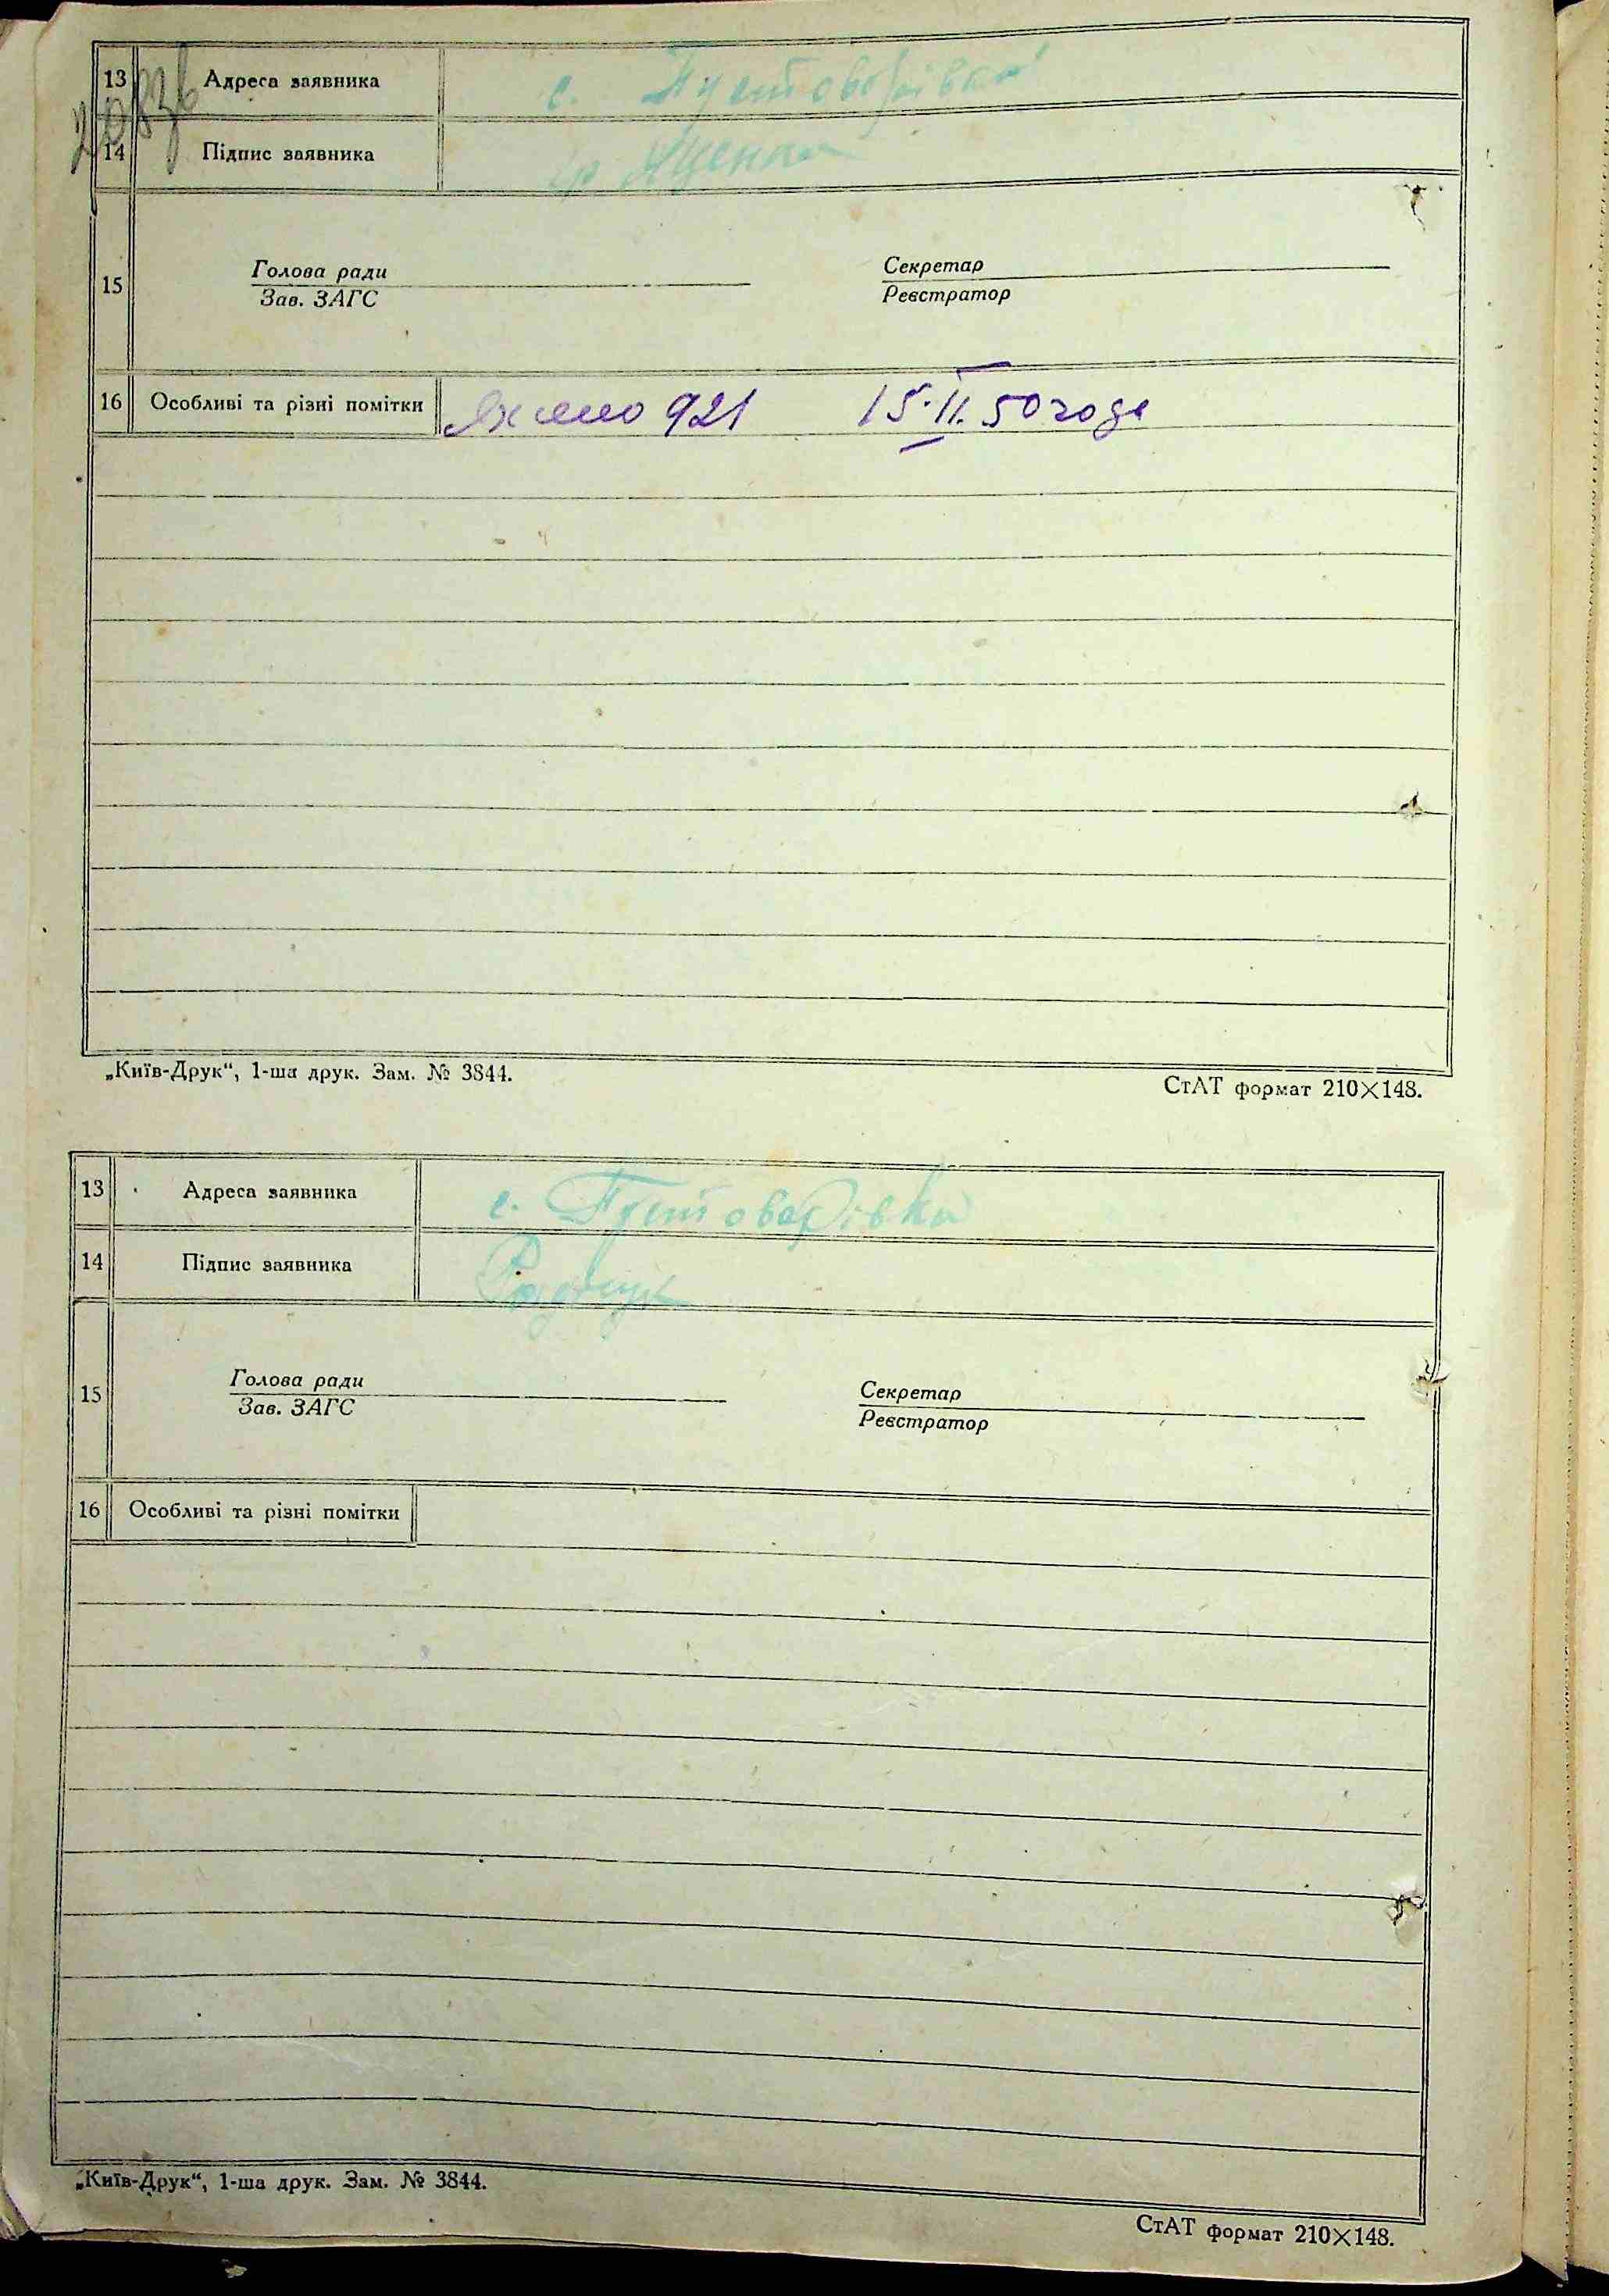 13 Адреса заявника с. Пустоварівка
14 Підпис заявника Яценко
Голова ради Секретар
15
Зав. ЗАГС Реєстратор
16 Особливі та різні помітки 921 15.II.50 года
„Київ-Друк“, 1-ша друк. Зам. № 3844.
СтАТ формат 210×148.
13 Адреса заявника с. Пустоварівка
14 Підпис заявника
Голова ради Секретар
15
Зав. ЗАГС Реєстратор
16 Особливі та різні помітки
„Київ-Друк“, 1-ша друк. Зам. № 3844.
СтАТ формат 210×148.